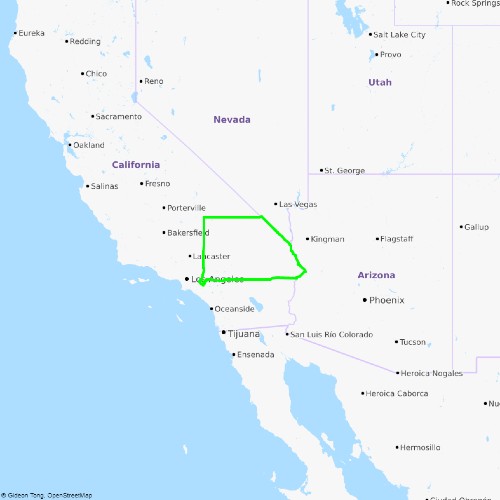 Rock Springs
Eureka
Redding
Salt Lake City
Provo
Chico
Reno
Utah
Sacramento
Nevada
Oakland
California
St. George
Salinas
Fresno
Porterville
Las Vegas
Bakersfield
Kingman
Flagstaff
Gallup
Lancaster
Los Angeles
Arizona
Phoenix
Oceanside
Tijuana
San Luis Río Colorado
Tucson
Ensenada
Heroica Nogales
Heroica Caborca
Hermosillo
© Gideon Tong, OpenStreetMap